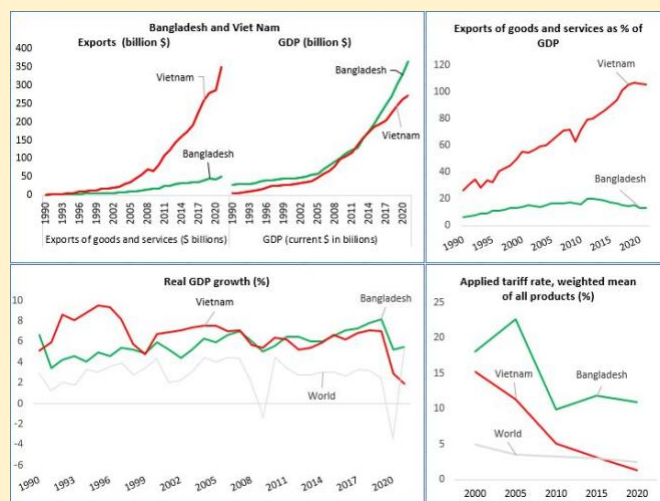 Bangladesh and Viet Nam
Exports (billion $)
GDP (billion $)
400
350
300
250
200
150
100
50
0
Vietnam
Bangladesh
Bangladesh
Vietnam
1990 1993 1996 1999 2002 2005 2008 2011 2014 2017 2020 1990 1993 1996 1999 2002 2005 2008 2011 2014 2017 2020
Exports of goods and services ($ billions)
GDP (current $ in biilions)
Exports of goods and services as % of
GDP
120
100
80
60
40
20
0
Vietnam
Bangladesh
1990 1995 2000 2005 2010 2015 2020
Real GDP growth (%)
10
8
6
4
2
0
-2
-4
-6
Vietnam
Bangladesh
World
1990 1993 1996 1999 2002 2005 2008 2011 2014 2017 2020
Applied tariff rate, weighted mean
of all products (%)
25
20
15
10
5
0
Vietnam
Bangladesh
World
2000 2005 2010 2015 2020